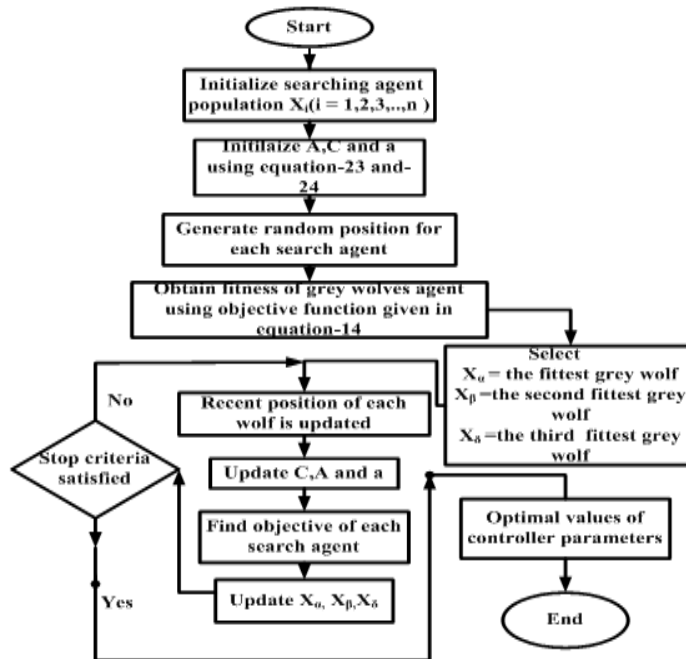 Start
Initialize searching agent
population Xi(i = 1,2,3,..,n )
Initilaize A,C and a
using equation-23 and-
24
Generate random position for
each search agent
Obtain fitness of grey wolves agent
using objective function given in
equation-14
Select
Xα = the fittest grey wolf
Xβ =the second fittest grey
wolf
Xδ =the third fittest grey
wolf
No
Recent position of each
wolf is updated
Stop criteria
satisfied
Update C,A and a
Find objective of each
search agent
Optimal values of
controller parameters
Yes
Update Xα, Xβ,Xδ
End